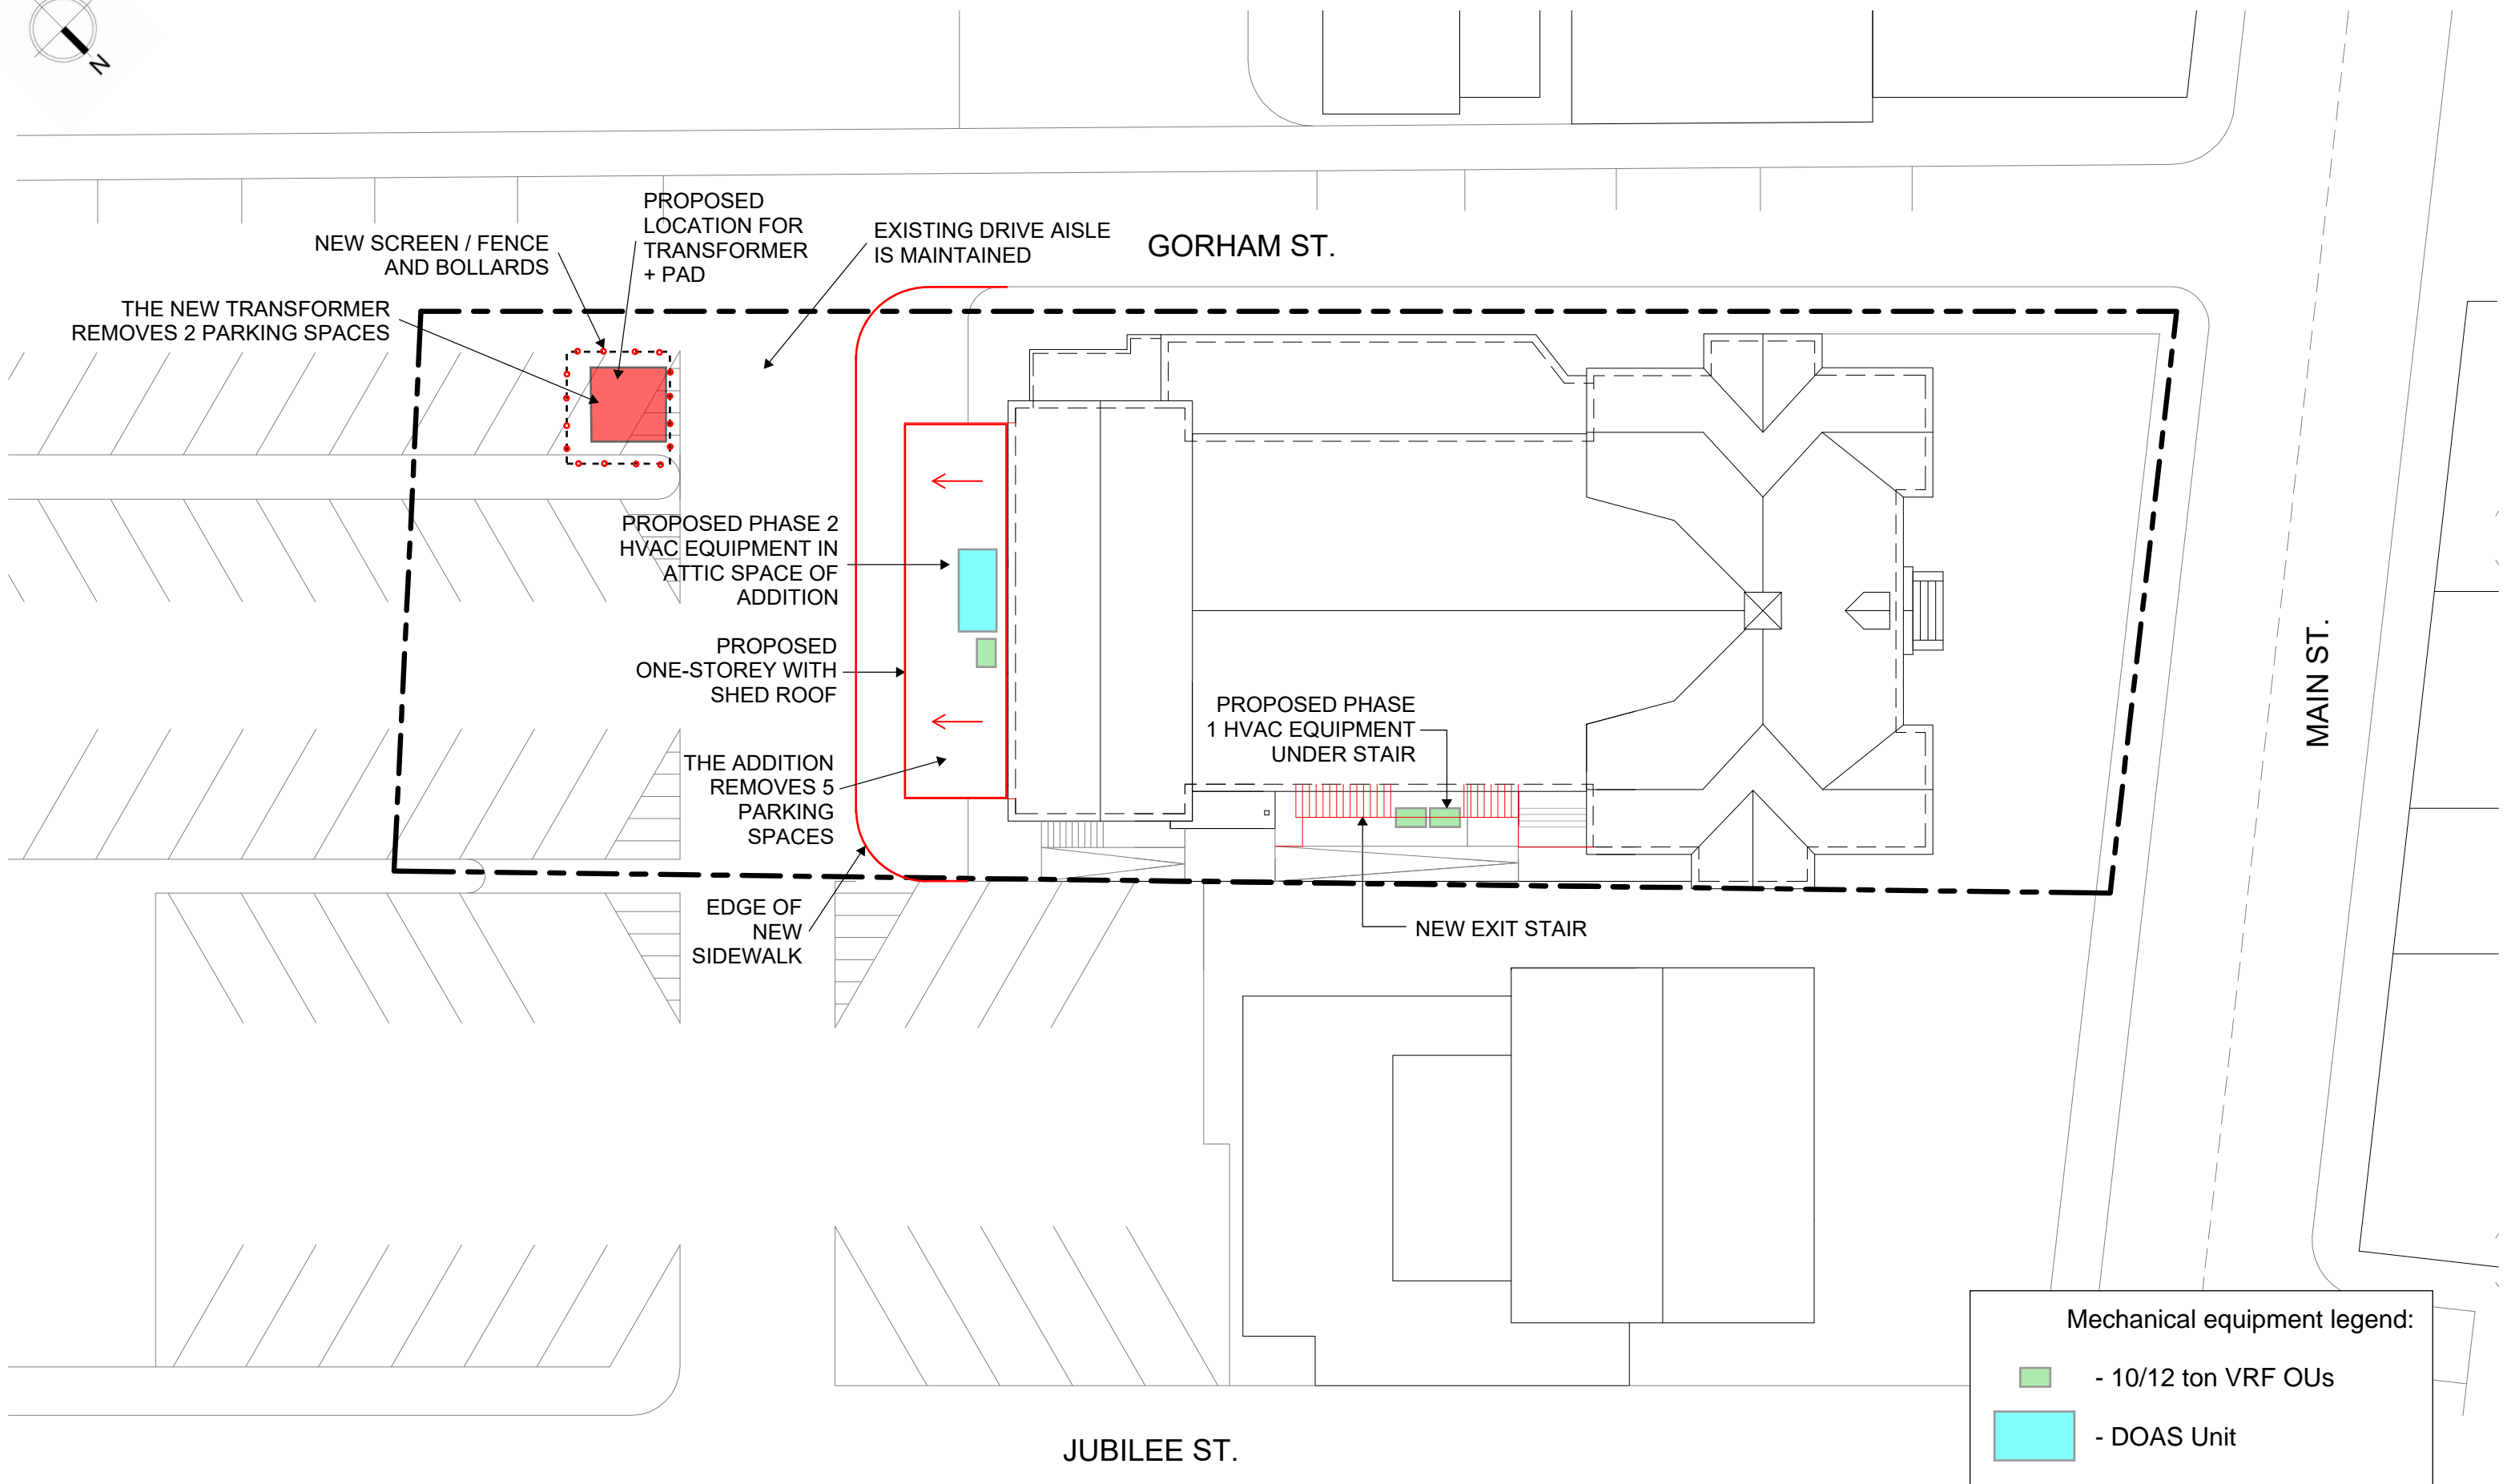 N
PROPOSED
LOCATION FOR
TRANSFORMER
+ PAD
NEW SCREEN / FENCE
AND BOLLARDS
EXISTING DRIVE AISLE
IS MAINTAINED
GORHAM ST.
THE NEW TRANSFORMER
REMOVES 2 PARKING SPACES
PROPOSED PHASE 2
HVAC EQUIPMENT IN
ATTIC SPACE OF
ADDITION
PROPOSED
ONE-STOREY WITH
SHED ROOF
PROPOSED PHASE
1 HVAC EQUIPMENT
UNDER STAIR
MAIN ST.
THE ADDITION
REMOVES 5
PARKING
SPACES
EDGE OF
NEW
SIDEWALK
NEW EXIT STAIR
Mechanical equipment legend:
- 10/12 ton VRF OUs
- DOAS Unit
JUBILEE ST.